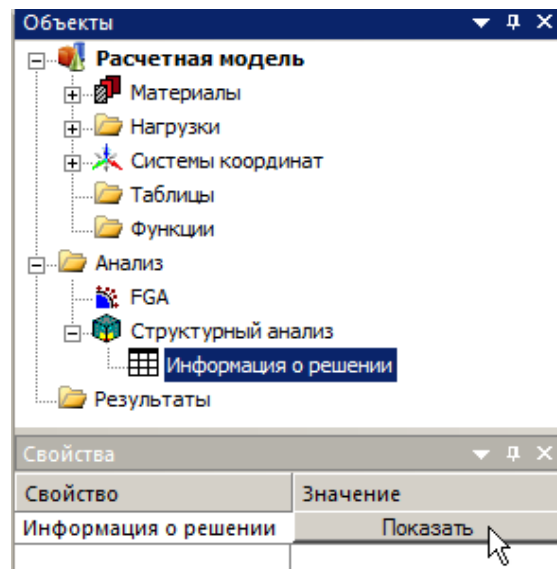 Объекты
Расчетная модель
Материалы
Нагрузки
Системы координат
Таблицы
Функции
Анализ
FGA
Структурный анализ
Информация о решении
Результаты
Свойства
Свойство Значение
Информация о решении Показать